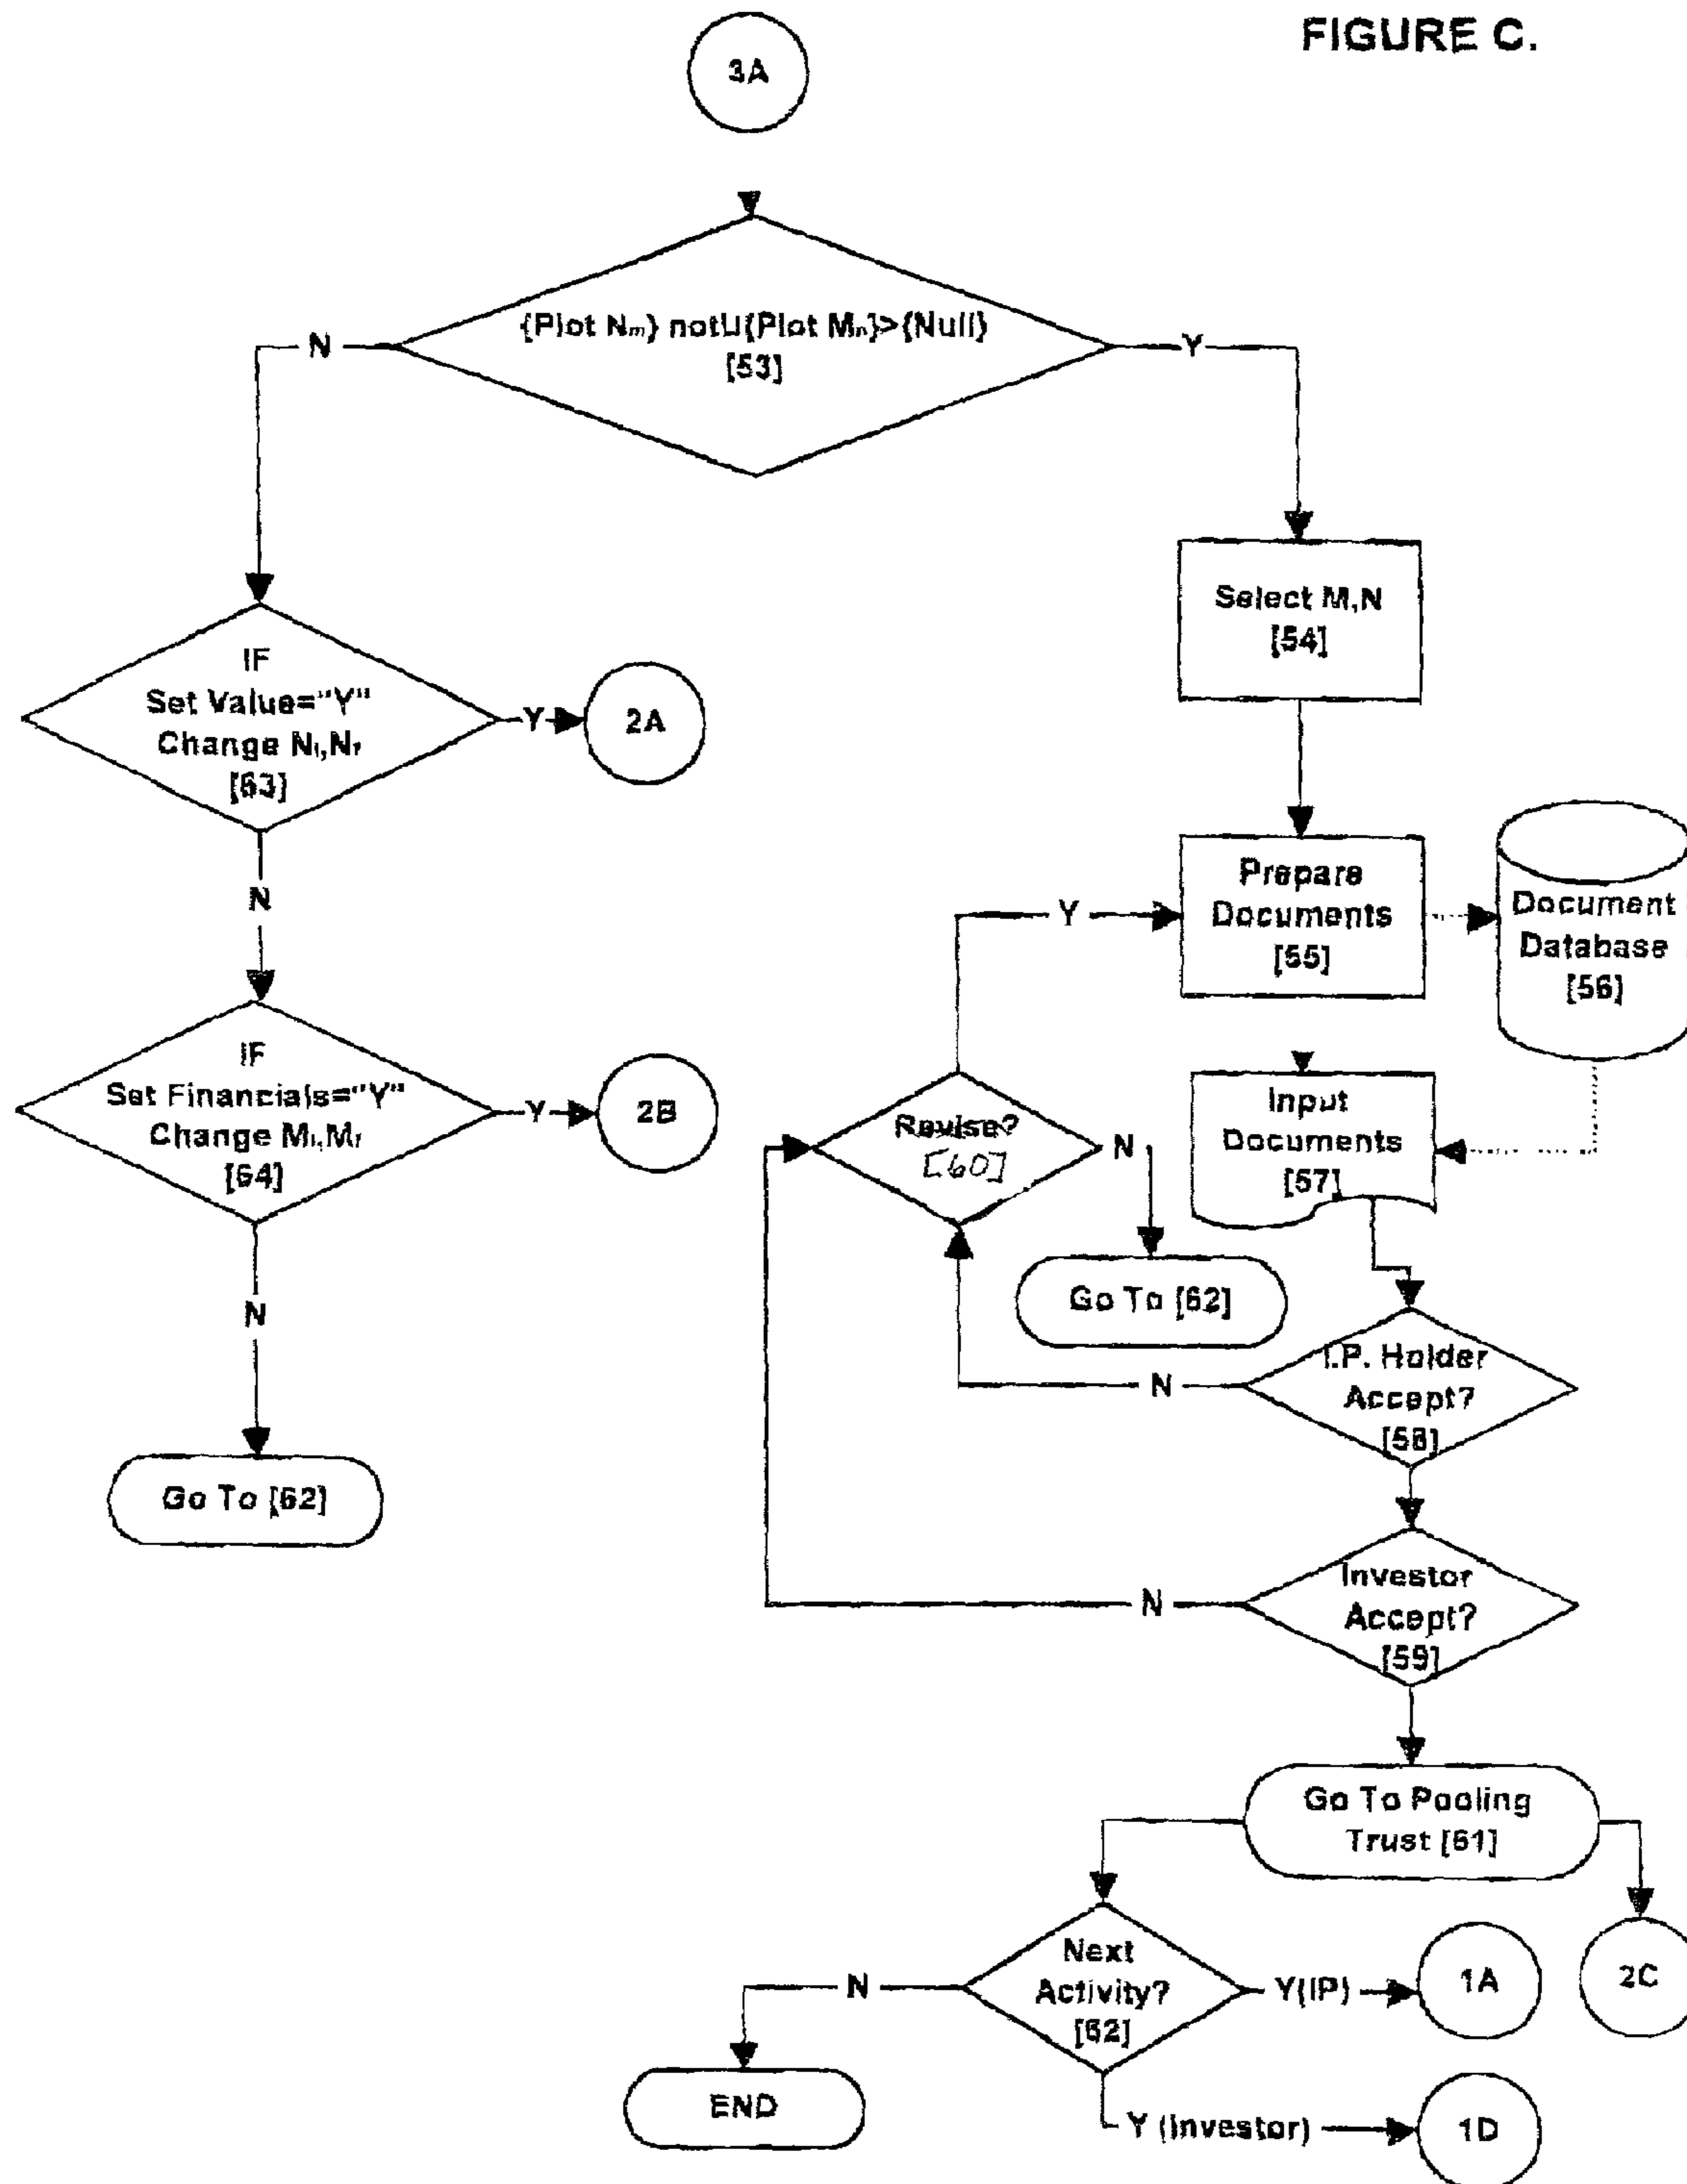 FIGURE C.
3A
{Plot Nm} not⊔{Plot Mn}>{Null}
[53]
N
Y
Select M,N
[54]
IF
Set Value="Y"
Change Ni,Nr
[63]
Y
2A
N
Prepare
Documents
[55]
Document
Database
[56]
Y
IF
Set Financials="Y"
Change Mi,Mr
[64]
Y
2B
N
Go To [62]
Revise?
[60]
N
Go To [62]
Input
Documents
[57]
I.P. Holder
Accept?
[58]
N
Investor
Accept?
[59]
N
Go To Pooling
Trust [61]
2C
Next
Activity?
[62]
N
END
Y(IP)
1A
Y (Investor)
1D